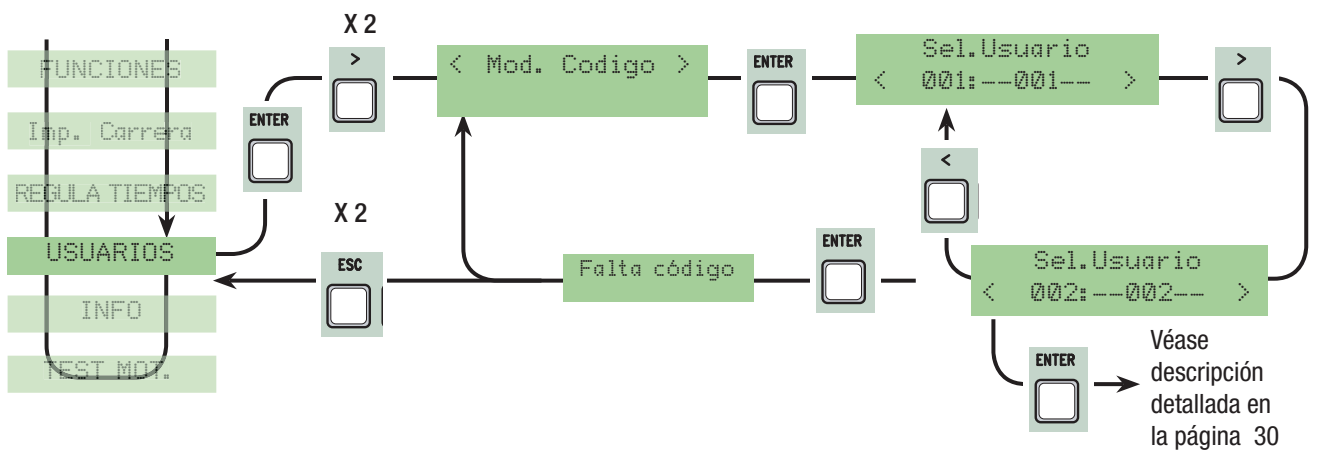 FUNCIONES
Imp. Carrera
REGULA TIEMPOS
USUARIOS
INFO
TEST MOT.
ENTER
X 2
>
< Mod. Codigo >
ENTER
Sel.Usuario
< 001:--001-- >
>
<
X 2
ESC
Falta código
ENTER
Sel.Usuario
< 002:--002-- >
ENTER
Véase
descripción
detallada en
la página 30